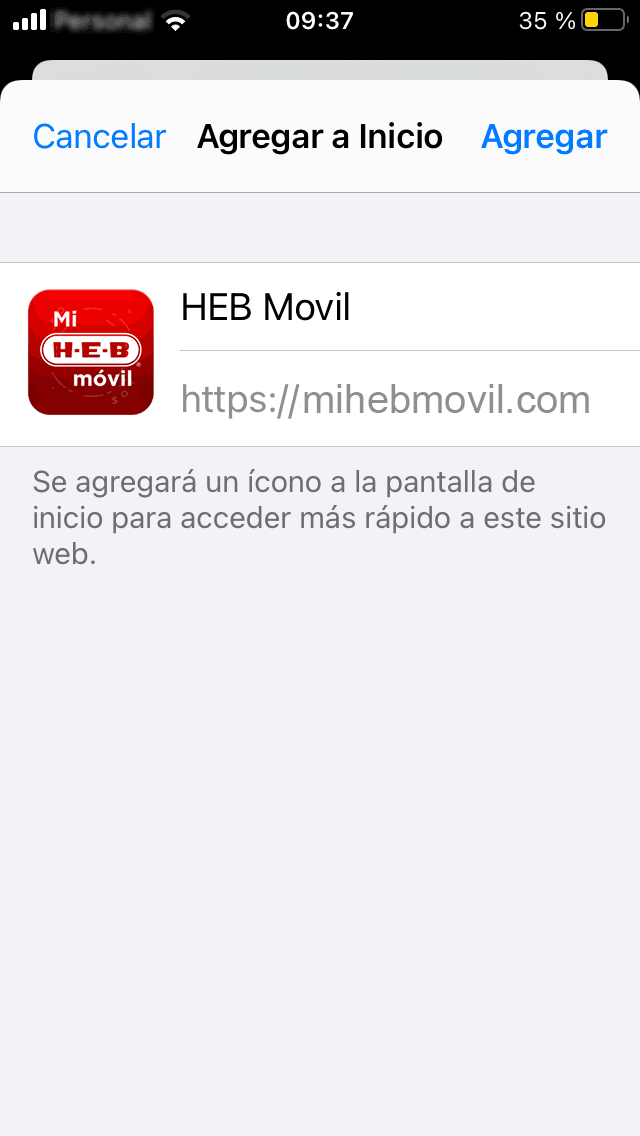 09:37
35 %
Cancelar Agregar a Inicio Agregar
Mi
H-E-B
móvil
HEB Movil
https://mihebmovil.com
Se agregará un ícono a la pantalla de
inicio para acceder más rápido a este sitio
web.